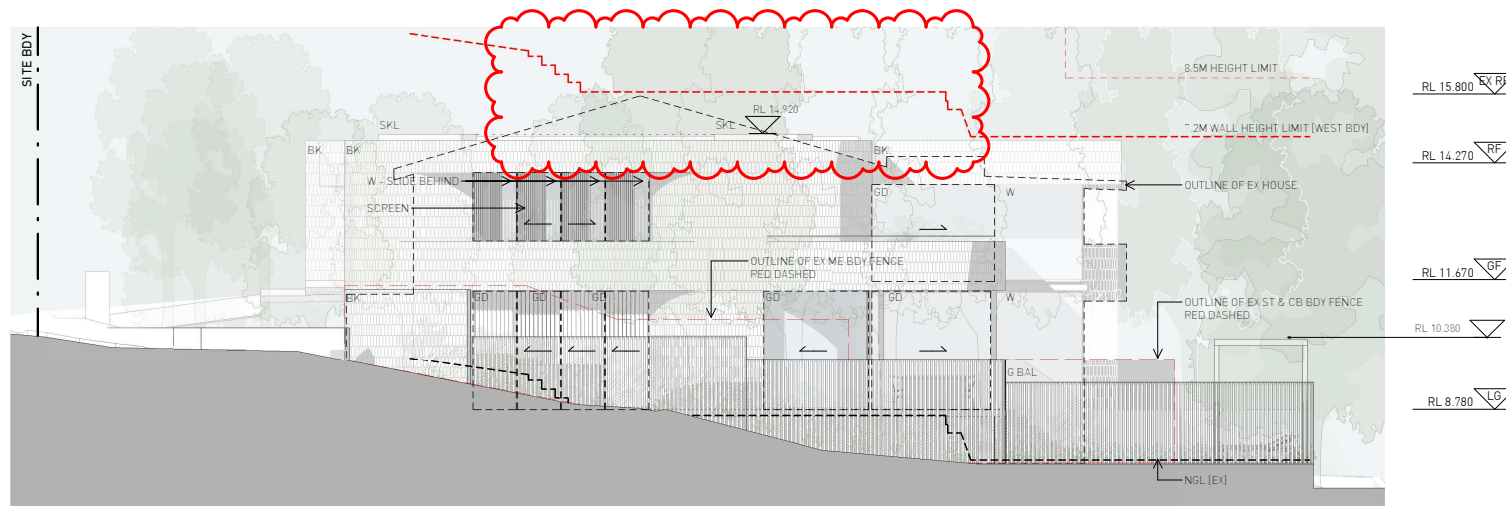 SITE BDY
8.5M HEIGHT LIMIT
RL 15.800
EX RF
RL 14.920
SKL
SKL
7.2M WALL HEIGHT LIMIT [WEST BDY]
BK
BK
BK
RL 14.270
RF
W - SLIDE BEHIND
OUTLINE OF EX HOUSE
GD
W
SCREEN
OUTLINE OF EX ME BDY FENCE
RED DASHED
RL 11.670
GF
BK
GD
GD
GD
GD
GD
W
OUTLINE OF EX ST & CB BDY FENCE
RED DASHED
RL 10.380
G BAL
RL 8.780
LG
NGL [EX]